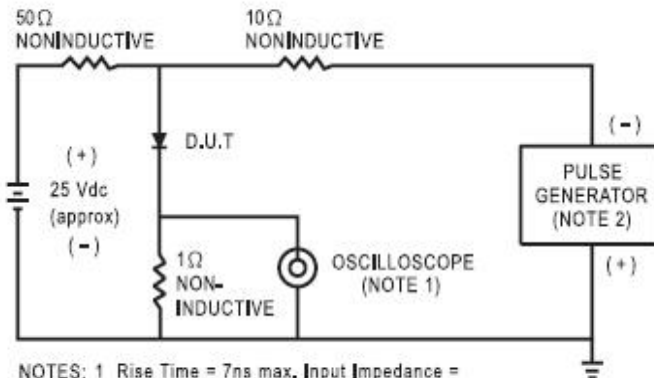 50Ω
NONINDUCTIVE
10Ω
NONINDUCTIVE
D.U.T
(+)
25 Vdc
(approx)
(−)
1Ω
NON-
INDUCTIVE
OSCILLOSCOPE
(NOTE 1)
(−)
PULSE
GENERATOR
(NOTE 2)
(+)
NOTES: 1 Rise Time = 7ns max. Input Impedance =